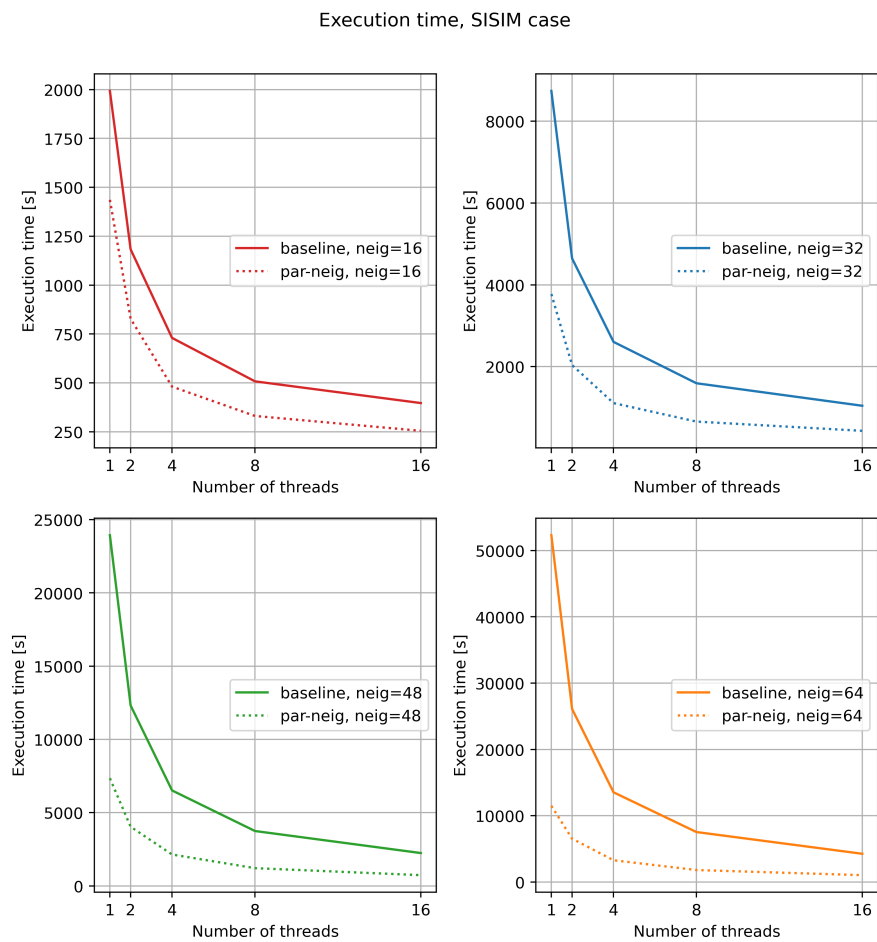 Execution time, SISIM case
2000
1750
1500
1250
1000
750
500
250
Execution time [s]
baseline, neig=16
par-neig, neig=16
1 2 4 8 16
Number of threads
8000
6000
4000
2000
Execution time [s]
baseline, neig=32
par-neig, neig=32
1 2 4 8 16
Number of threads
25000
20000
15000
10000
5000
0
Execution time [s]
baseline, neig=48
par-neig, neig=48
1 2 4 8 16
Number of threads
50000
40000
30000
20000
10000
0
Execution time [s]
baseline, neig=64
par-neig, neig=64
1 2 4 8 16
Number of threads